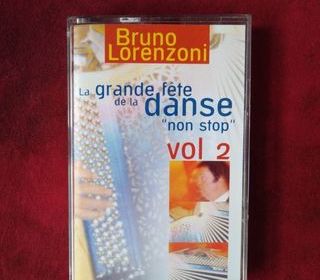 Bruno
Lorenzoni
La grande fête
de la danse
"non stop"
vol 2